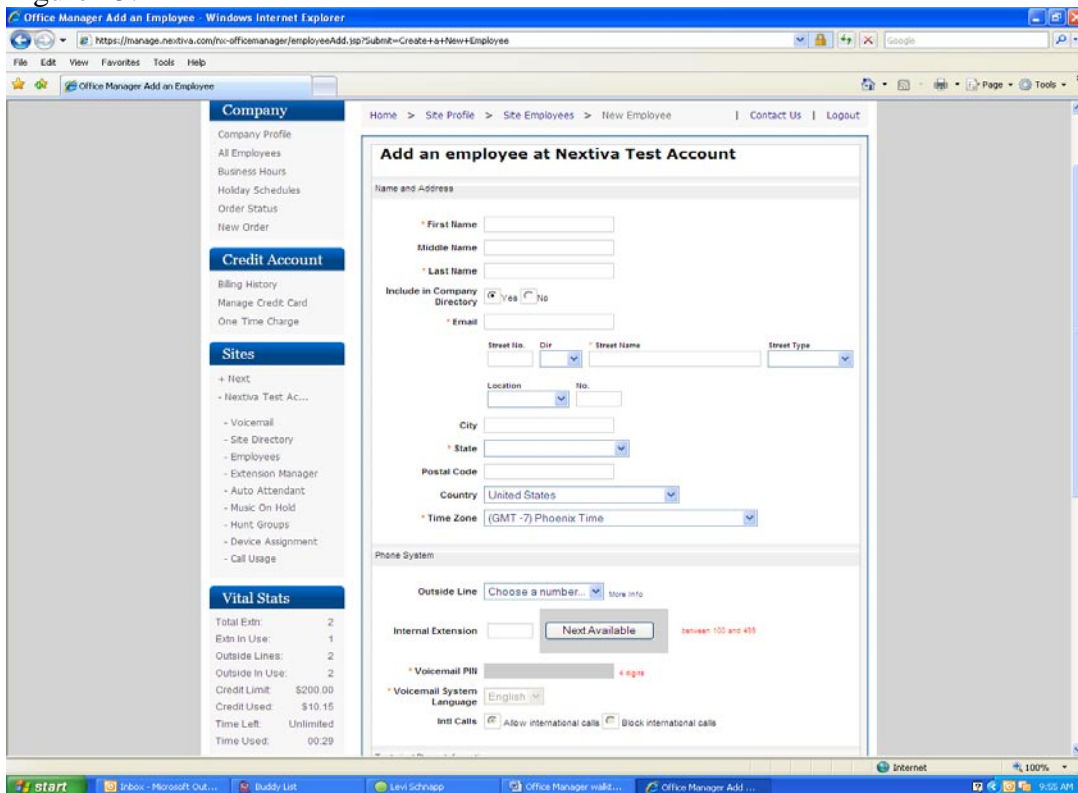 Office Manager Add an Employee - Windows Internet Explorer
https://manage.nextiva.com/nx-officemanager/employeeAdd.jsp?Submit=Create+a+New+Employee
Google
File Edit View Favorites Tools Help
Office Manager Add an Employee
Page Tools
Company
Company Profile
All Employees
Business Hours
Holiday Schedules
Order Status
New Order
Credit Account
Billing History
Manage Credit Card
One Time Charge
Sites
+ Next
- Nextiva Test Ac...
- Voicemail
- Site Directory
- Employees
- Extension Manager
- Auto Attendant
- Music On Hold
- Hunt Groups
- Device Assignment
- Call Usage
Vital Stats
Total Extn: 2
Extn In Use: 1
Outside Lines: 2
Outside In Use: 2
Credit Limit: $200.00
Credit Used: $10.15
Time Left: Unlimited
Time Used: 00:29
Home > Site Profile > Site Employees > New Employee | Contact Us | Logout
Add an employee at Nextiva Test Account
Name and Address
* First Name
Middle Name
* Last Name
Include in Company Directory Yes No
* Email
Street No. Dir * Street Name Street Type
Location No.
City
* State
Postal Code
Country United States
* Time Zone (GMT -7) Phoenix Time
Phone System
Outside Line Choose a number... More Info
Internal Extension Next Available between 100 and
* Voicemail PIN 4 digits
* Voicemail System Language English
Intl Calls Allow international calls Block international calls
Internet 100%
start Inbox - Microsoft Out... Buddy List Levi Schnapp Office Manager walkt... Office Manager Add ... 9:55 AM